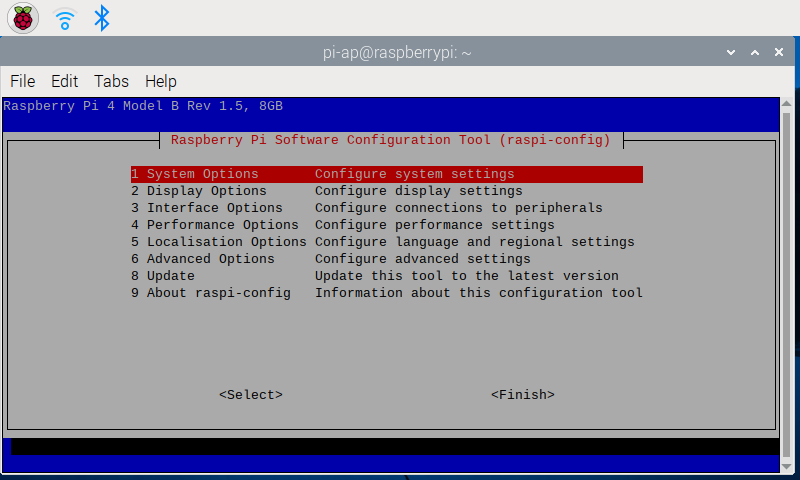 pi-ap@raspberrypi: ~
File Edit Tabs Help
Raspberry Pi 4 Model B Rev 1.5, 8GB
Raspberry Pi Software Configuration Tool (raspi-config)
1 System Options Configure system settings
2 Display Options Configure display settings
3 Interface Options Configure connections to peripherals
4 Performance Options Configure performance settings
5 Localisation Options Configure language and regional settings
6 Advanced Options Configure advanced settings
8 Update Update this tool to the latest version
9 About raspi-config Information about this configuration tool
<Select> <Finish>